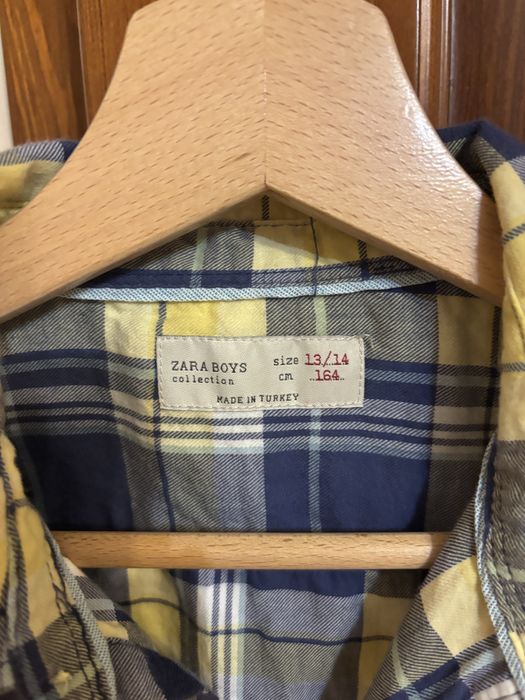 ZARA BOYS size 13/14
collection cm 164
MADE IN TURKEY